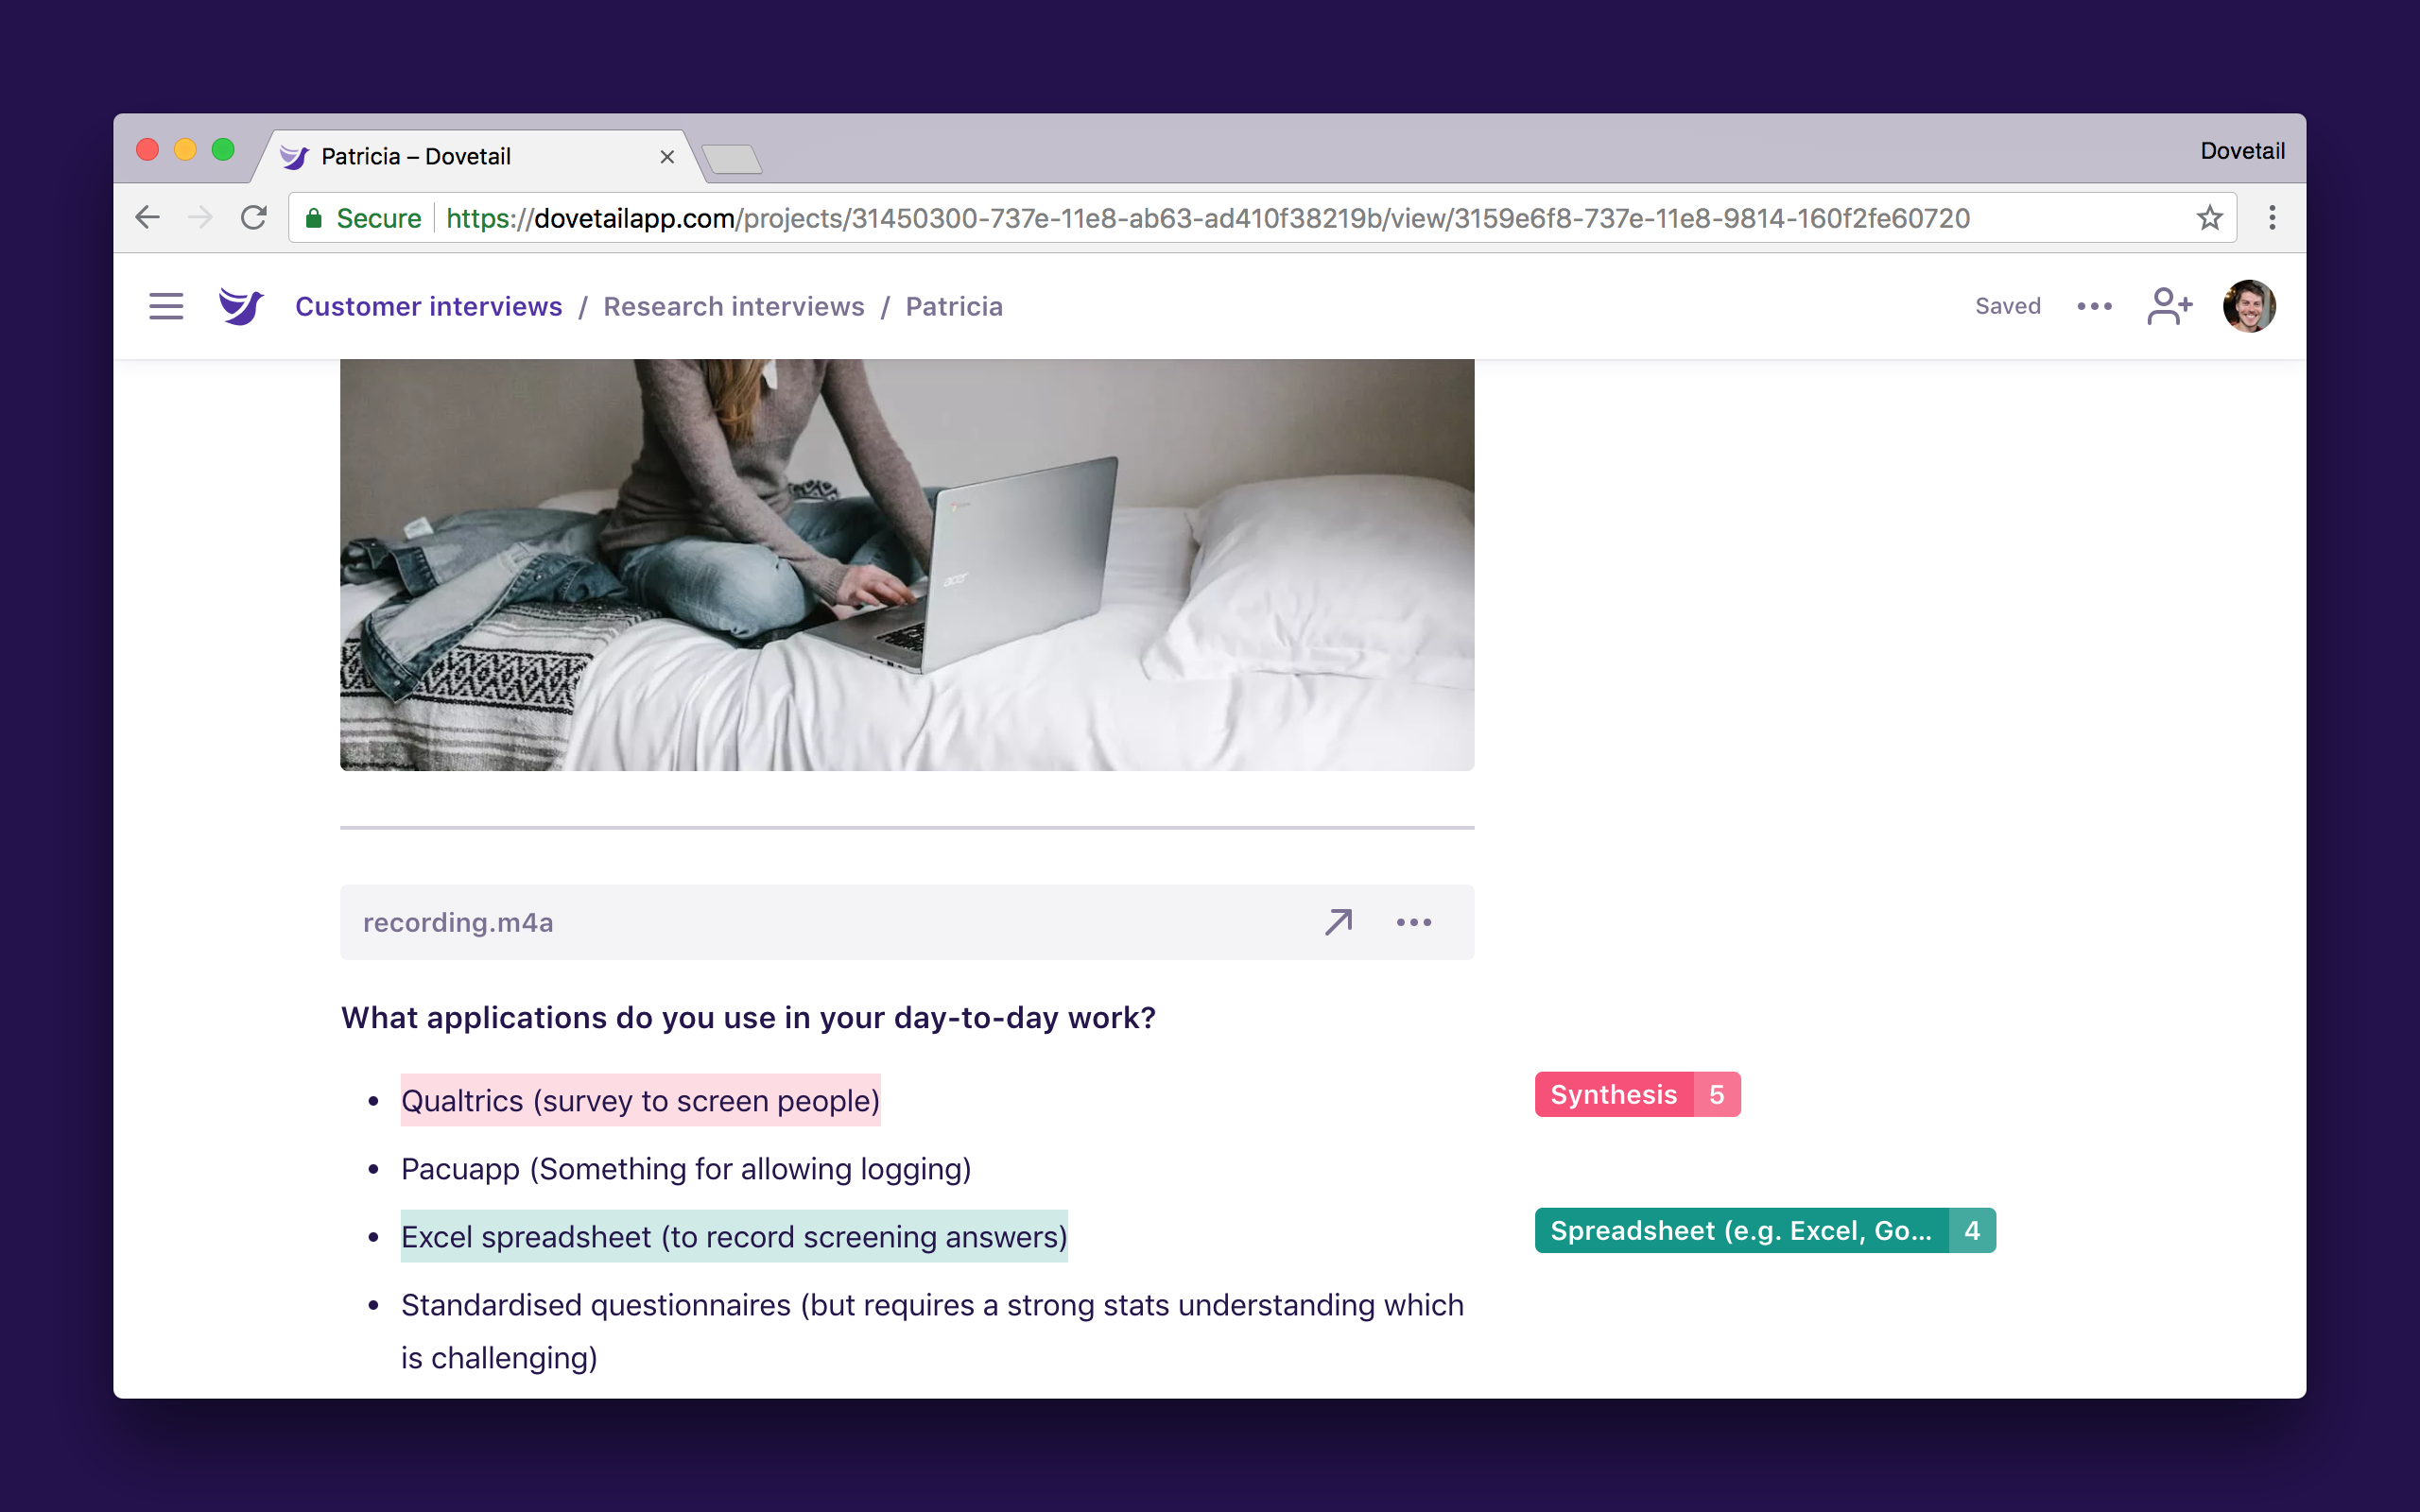 Patricia – Dovetail
Dovetail
Secure
https://dovetailapp.com/projects/31450300-737e-11e8-ab63-ad410f38219b/view/3159e6f8-737e-11e8-9814-160f2fe60720
Customer interviews / Research interviews / Patricia
Saved
acer
recording.m4a
What applications do you use in your day-to-day work?
• Qualtrics (survey to screen people)
Synthesis 5
• Pacuapp (Something for allowing logging)
• Excel spreadsheet (to record screening answers)
Spreadsheet (e.g. Excel, Go... 4
• Standardised questionnaires (but requires a strong stats understanding which
is challenging)